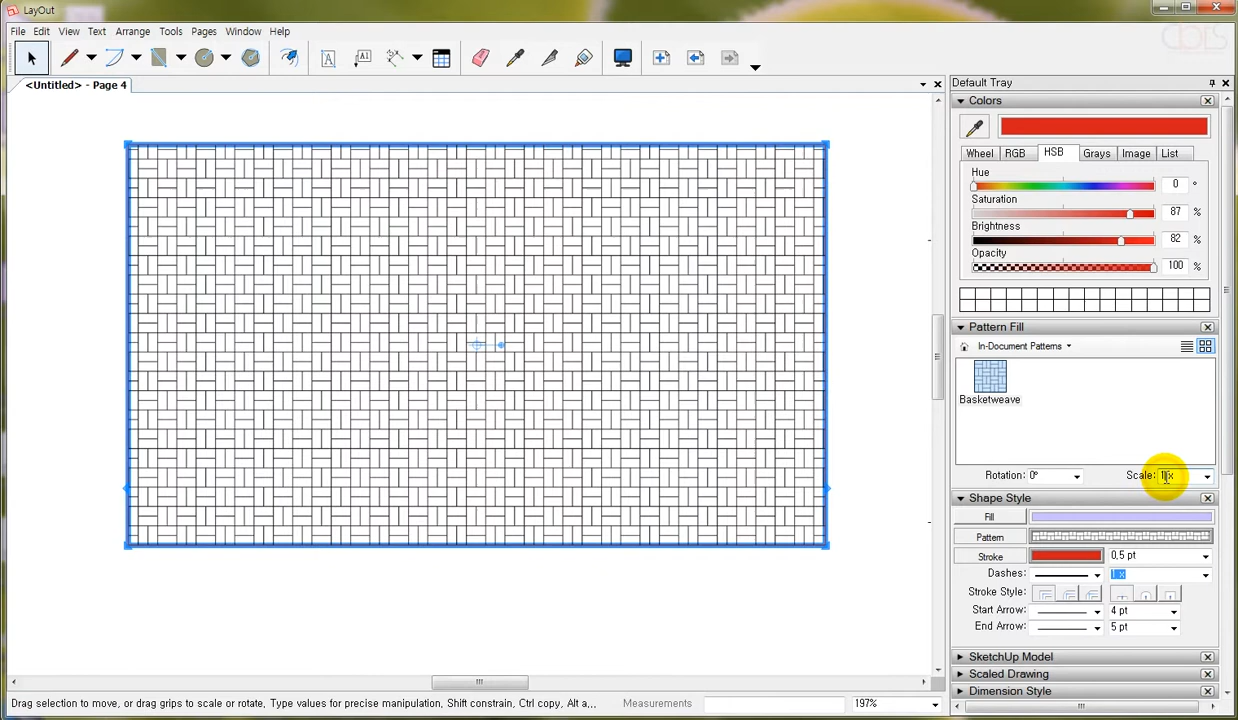 LayOut
File Edit View Text Arrange Tools Pages Window Help
A A1
<Untitled> - Page 4
Default Tray
Colors
Wheel RGB HSB Grays Image List
Hue
0 °
Saturation
87 %
Brightness
82 %
Opacity
100 %
Pattern Fill
In-Document Patterns
Basketweave
Rotation: 0° Scale: 1 x
Shape Style
Fill
Pattern
Stroke 0,5 pt
Dashes: 1 x
Stroke Style:
Start Arrow: 4 pt
End Arrow: 5 pt
SketchUp Model
Scaled Drawing
Dimension Style
Drag selection to move, or drag grips to scale or rotate, Type values for precise manipulation, Shift constrain, Ctrl copy, Alt a... Measurements 197%